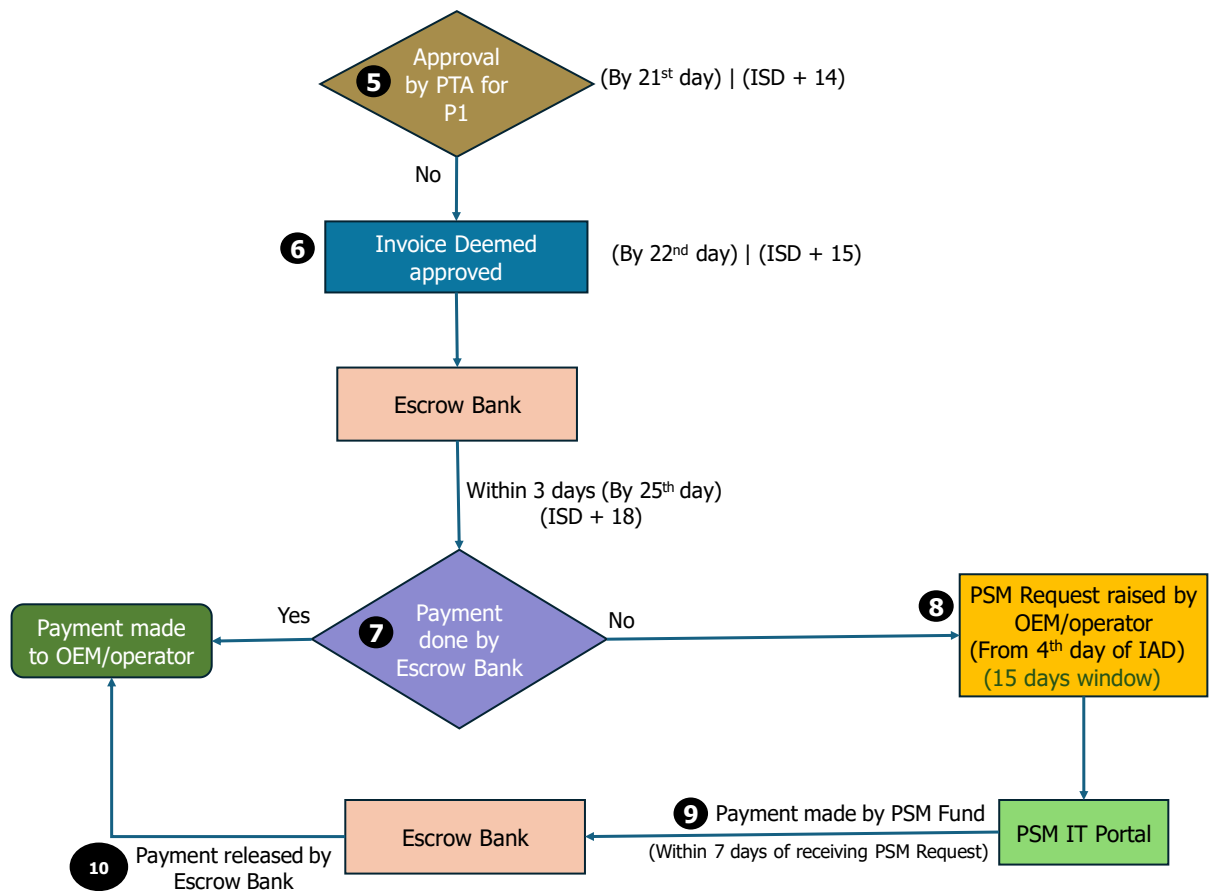 5
Approval
by PTA for
P1
(By 21st day) | (ISD + 14)
No
6
Invoice Deemed
approved
(By 22nd day) | (ISD + 15)
Escrow Bank
Within 3 days (By 25th day)
(ISD + 18)
Payment made
to OEM/operator
Yes
7
Payment
done by
Escrow Bank
No
8
PSM Request raised by
OEM/operator
(From 4th day of IAD)
(15 days window)
PSM IT Portal
9
Payment made by PSM Fund
(Within 7 days of receiving PSM Request)
Escrow Bank
10
Payment released by
Escrow Bank